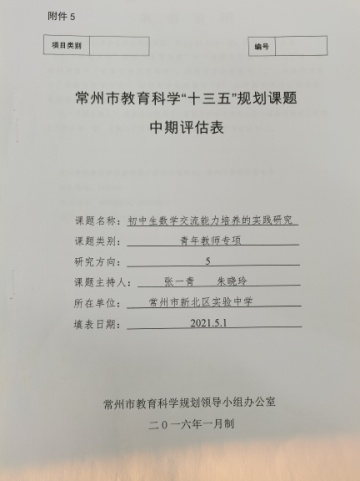 附件 5
项目类别
编号
常州市教育科学“十三五”规划课题
中期评估表
课题名称：初中生数学交流能力培养的实践研究
课题类别：青年教师专项
研究方向：5
课题主持人：张一青 朱晓玲
所在单位：常州市新北区实验中学
填表日期：2021.5.1
常州市教育科学规划领导小组办公室
二〇一六年一月制